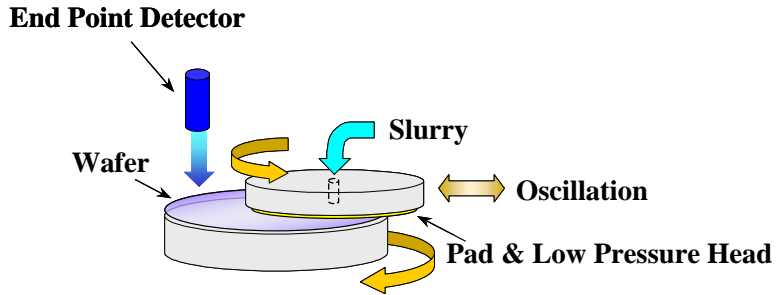 End Point Detector
Slurry
Wafer
Oscillation
Pad & Low Pressure Head